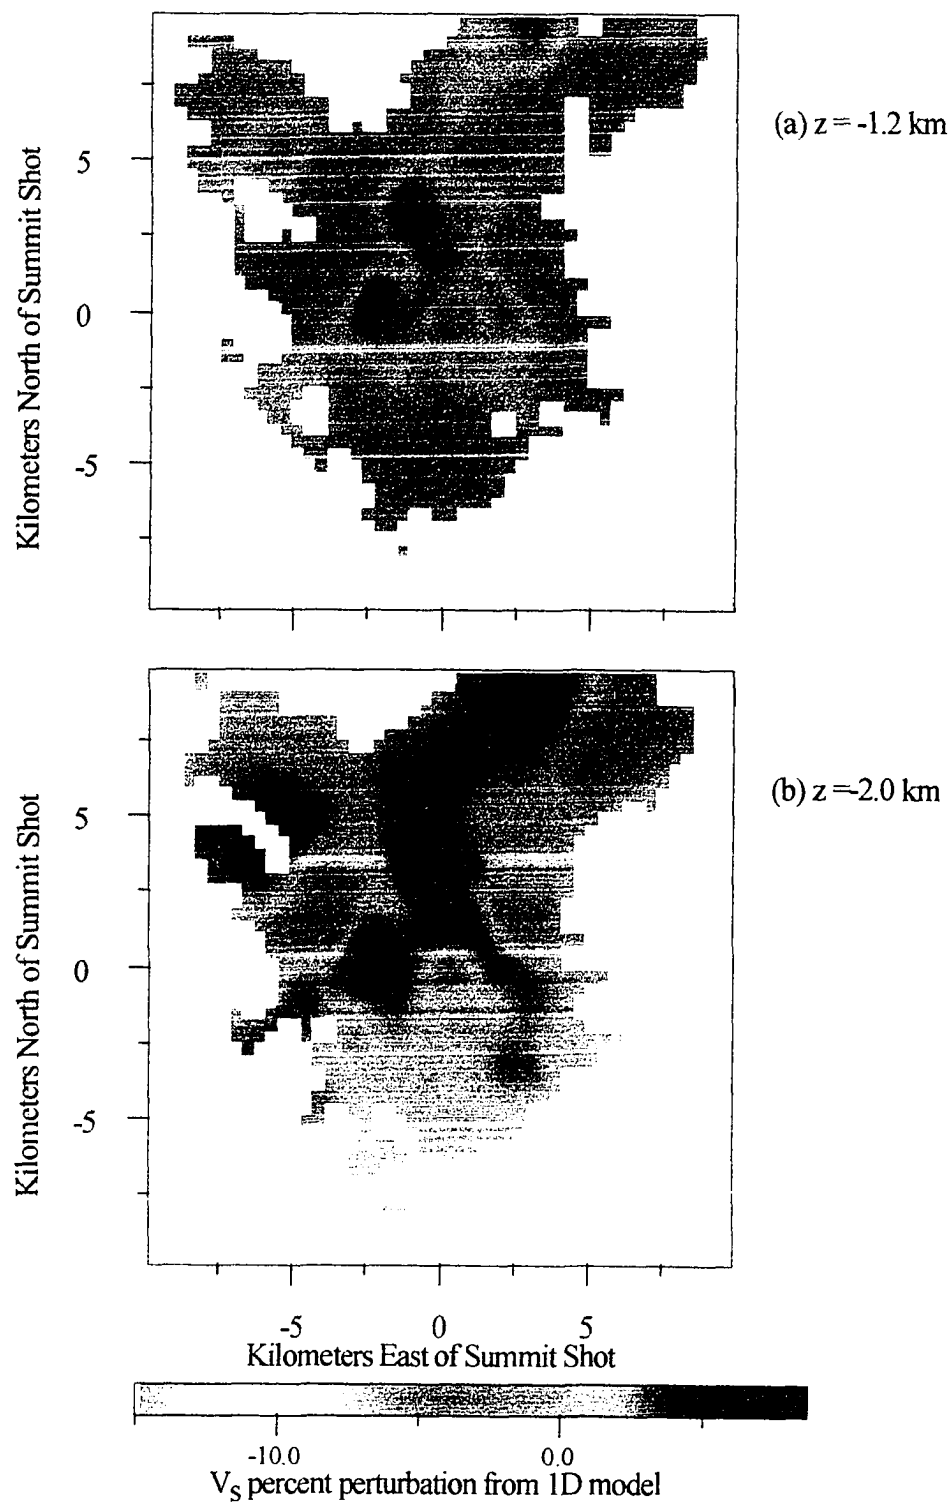 (a) z = -1.2 km
5
0
-5
Kilometers North of Summit Shot
(b) z =-2.0 km
5
0
-5
Kilometers North of Summit Shot
-5 0 5
Kilometers East of Summit Shot
-10.0 0.0
VS percent perturbation from 1D model